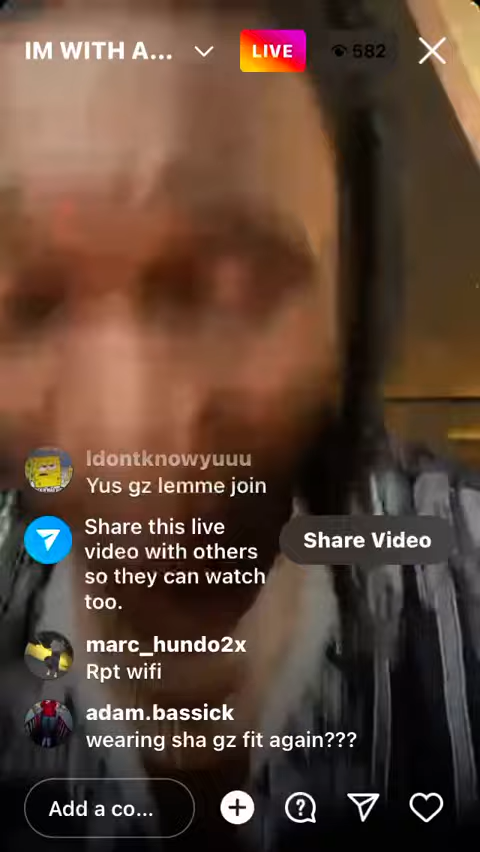 IM WITH A...
LIVE
582
ldontknowyuuu
Yus gz lemme join
Share this live
video with others
so they can watch
too.
Share Video
marc_hundo2x
Rpt wifi
adam.bassick
wearing sha gz fit again???
Add a co...